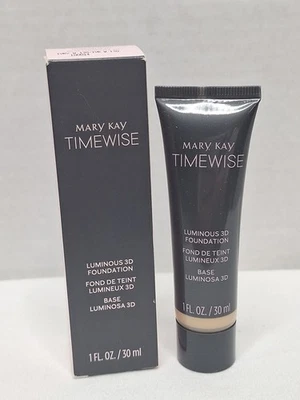 MARY KAY
TIMEWISE
LUMINOUS 3D
FOUNDATION
FOND DE TEINT
LUMINEUX 3D
BASE
LUMINOSA 3D
1 FL. OZ. / 30 ml
MARY KAY
TIMEWISE
LUMINOUS 3D
FOUNDATION
FOND DE TEINT
LUMINEUX 3D
BASE
LUMINOSA 3D
1 FL. OZ. / 30 ml